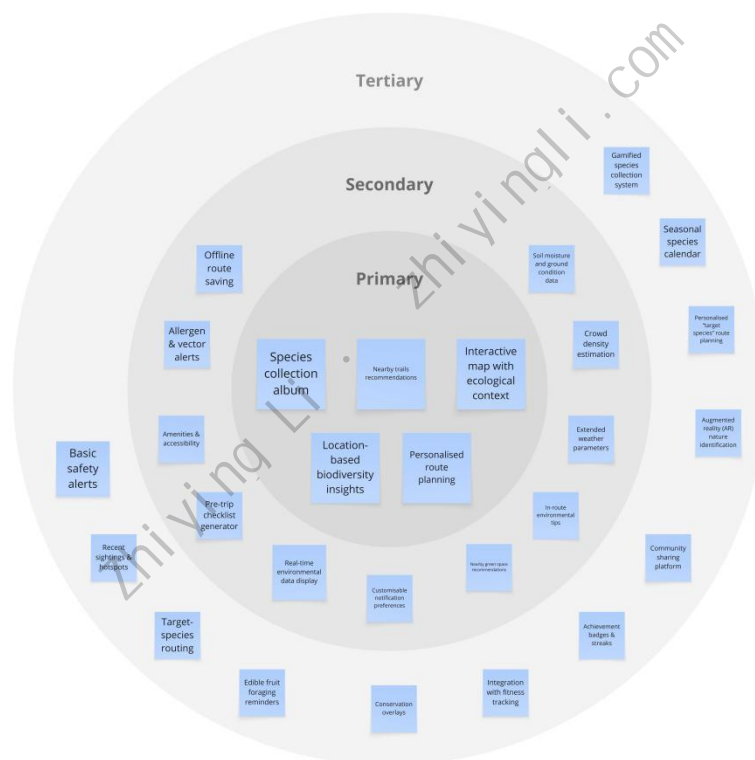 Tertiary
Secondary
Primary
Gamified
species
collection
system
Seasonal
species
calendar
Personalised
"target
species" route
planning
Augmented
reality (AR)
nature
identification
Community
sharing
platform
Achievement
badges &
streaks
Integration
with fitness
tracking
Conservation
overlays
Edible fruit
foraging
reminders
Target-
species
routing
Recent
sightings &
hotspots
Basic
safety
alerts
Offline
route
saving
Allergen
& vector
alerts
Amenities &
accessibility
Pre-trip
checklist
generator
Real-time
environmental
data display
Customisable
notification
preferences
Nearby green space
recommendations
In-route
environmental
tips
Extended
weather
parameters
Crowd
density
estimation
Soil moisture
and ground
condition
data
Species
collection
album
Nearby trails
recommendations
Interactive
map with
ecological
context
Location-
based
biodiversity
insights
Personalised
route
planning
zhiyingli.com
zhiying Li